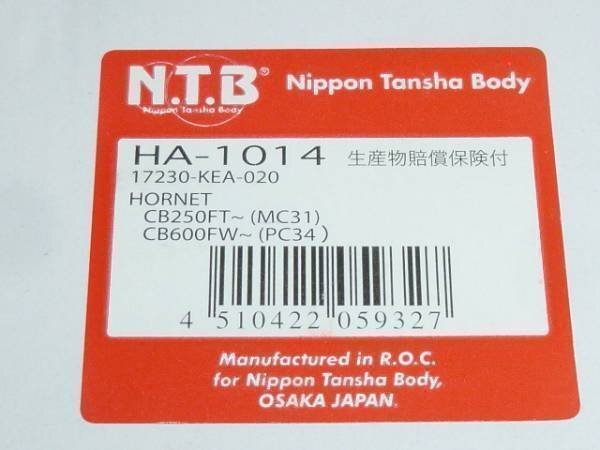 N.T.B® Nippon Tansha Body
Nippon Tansha Body
HA-1014 生産物賠償保険付
17230-KEA-020
HORNET
CB250FT~ (MC31)
CB600FW~ (PC34)
4 510422 059327
Manufactured in R.O.C.
for Nippon Tansha Body,
OSAKA JAPAN.